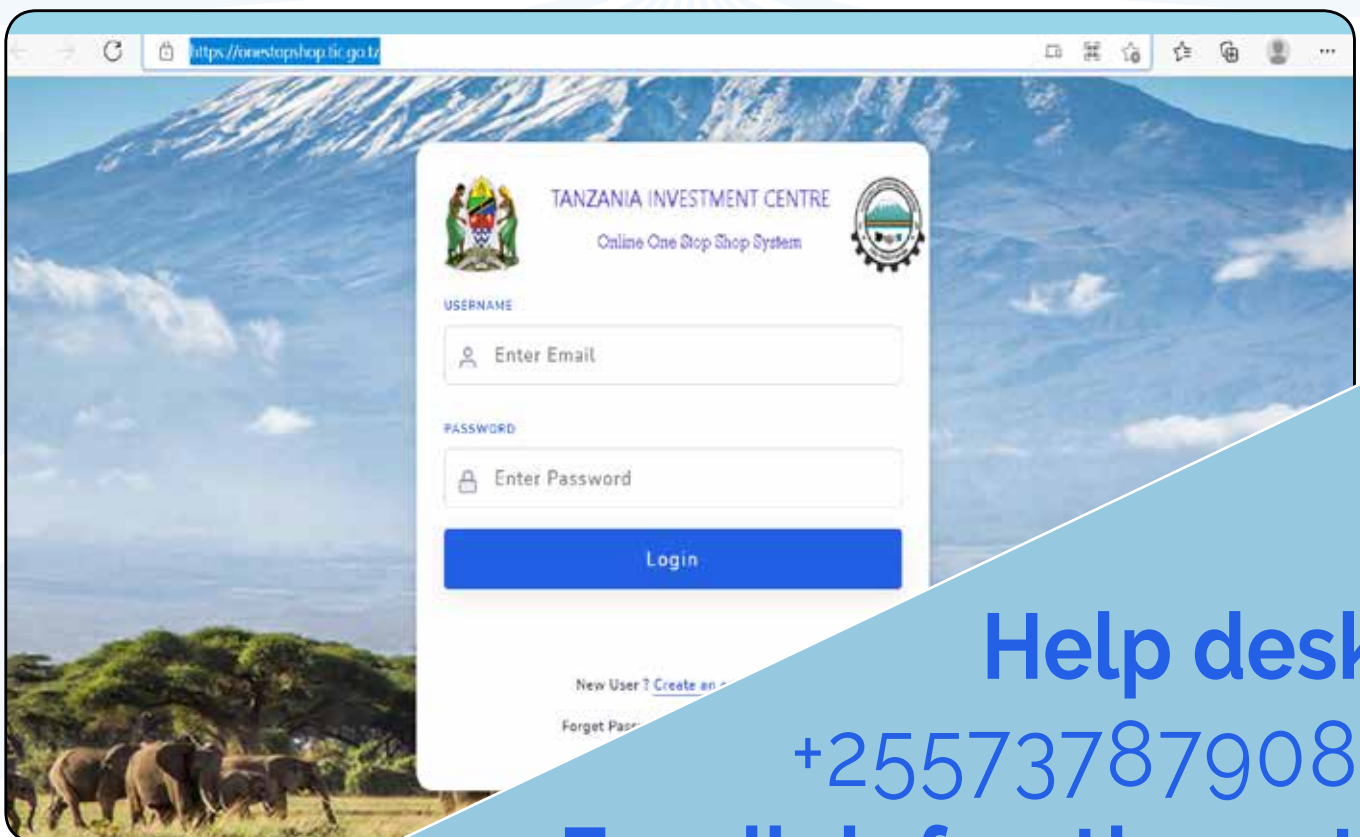 https://onestopshop.tic.go.tz
TANZANIA INVESTMENT CENTRE
Online One Stop Shop System
USERNAME
Enter Email
PASSWORD
Enter Password
Login
New User ? Create an
Forget
Help desk
+25573787908